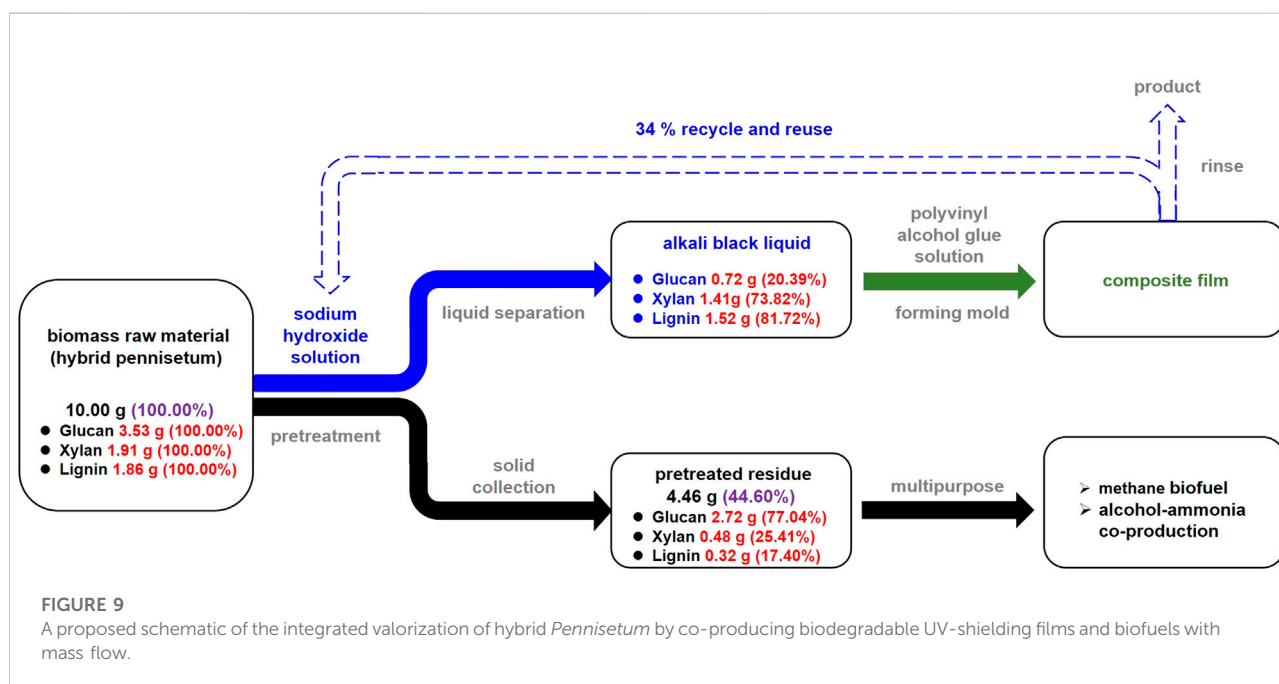 product
34 % recycle and reuse
rinse
biomass raw material
(hybrid pennisetum)
10.00 g (100.00%)
● Glucan 3.53 g (100.00%)
● Xylan 1.91 g (100.00%)
● Lignin 1.86 g (100.00%)
sodium
hydroxide
solution
pretreatment
liquid separation
alkali black liquid
● Glucan 0.72 g (20.39%)
● Xylan 1.41g (73.82%)
● Lignin 1.52 g (81.72%)
polyvinyl
alcohol glue
solution
forming mold
composite film
solid
collection
pretreated residue
4.46 g (44.60%)
● Glucan 2.72 g (77.04%)
● Xylan 0.48 g (25.41%)
● Lignin 0.32 g (17.40%)
multipurpose
➢ methane biofuel
➢ alcohol-ammonia
co-production
FIGURE 9
A proposed schematic of the integrated valorization of hybrid Pennisetum by co-producing biodegradable UV-shielding films and biofuels with
mass flow.